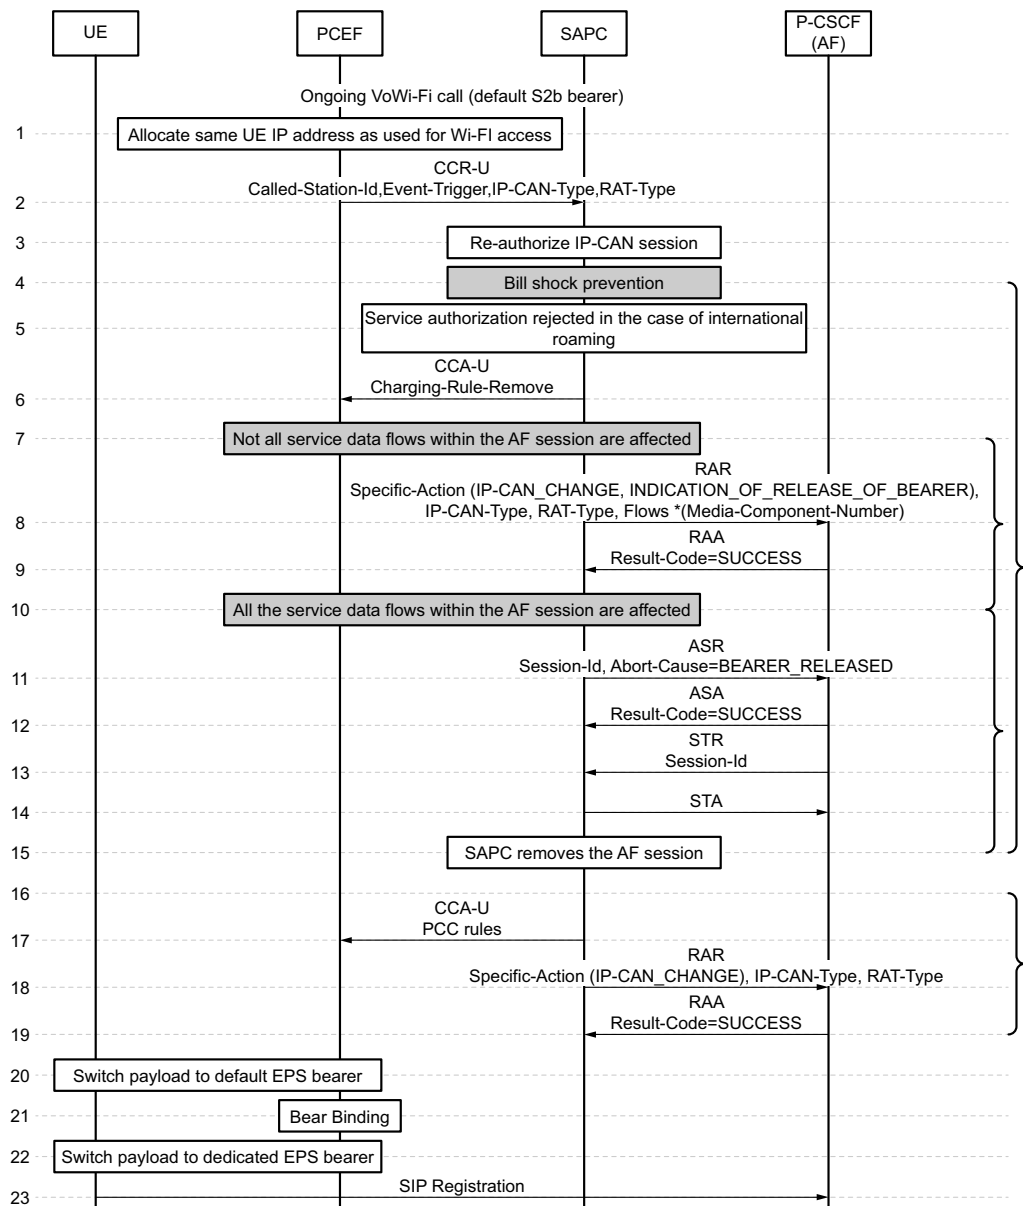 UE
PCEF
SAPC
P-CSCF
(AF)
Ongoing VoWi-Fi call (default S2b bearer)
1
Allocate same UE IP address as used for Wi-FI access
CCR-U
Called-Station-Id,Event-Trigger,IP-CAN-Type,RAT-Type
2
3
Re-authorize IP-CAN session
4
Bill shock prevention
5
Service authorization rejected in the case of international
roaming
CCA-U
Charging-Rule-Remove
6
7
Not all service data flows within the AF session are affected
RAR
Specific-Action (IP-CAN_CHANGE, INDICATION_OF_RELEASE_OF_BEARER),
IP-CAN-Type, RAT-Type, Flows *(Media-Component-Number)
8
RAA
Result-Code=SUCCESS
9
10
All the service data flows within the AF session are affected
ASR
Session-Id, Abort-Cause=BEARER_RELEASED
11
ASA
Result-Code=SUCCESS
12
STR
Session-Id
13
14
STA
15
SAPC removes the AF session
16
CCA-U
PCC rules
17
RAR
Specific-Action (IP-CAN_CHANGE), IP-CAN-Type, RAT-Type
18
RAA
Result-Code=SUCCESS
19
20
Switch payload to default EPS bearer
21
Bear Binding
22
Switch payload to dedicated EPS bearer
SIP Registration
23